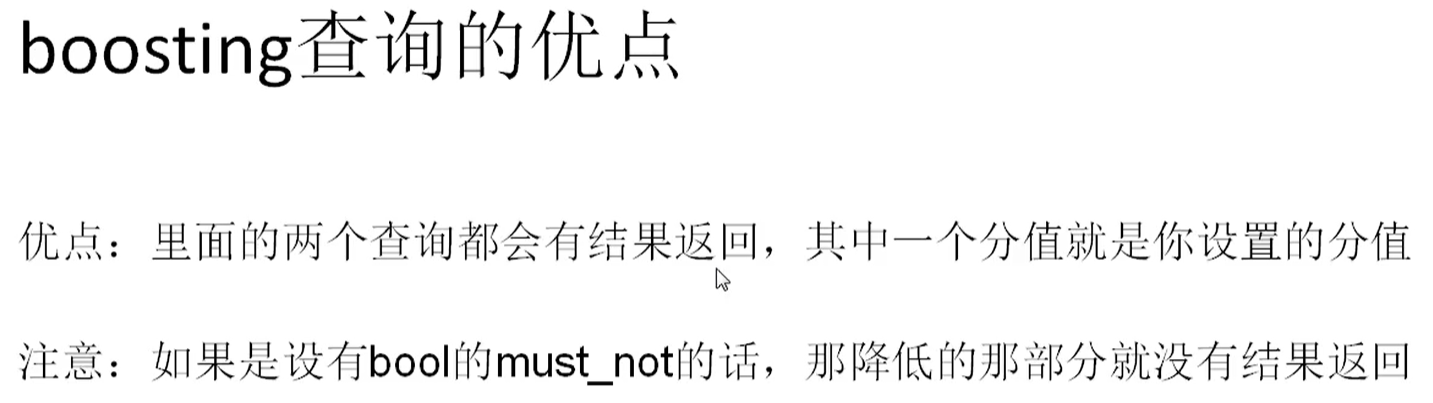 boosting查询的优点
优点：里面的两个查询都会有结果返回，其中一个分值就是你设置的分值
注意：如果是设有bool的must_not的话，那降低的那部分就没有结果返回